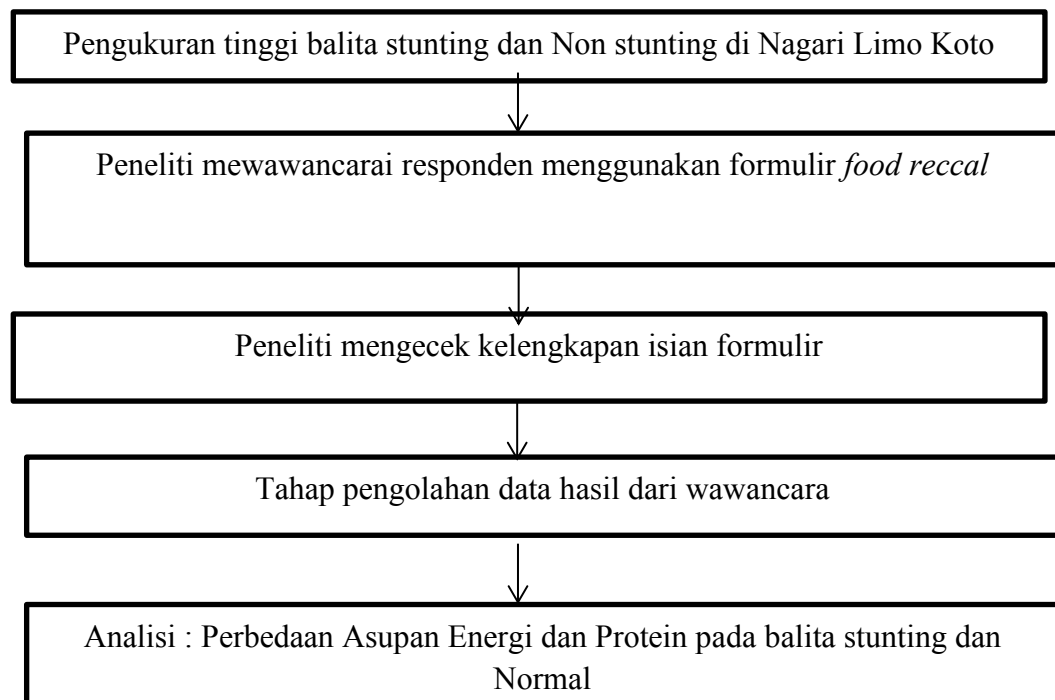 Pengukuran tinggi balita stunting dan Non stunting di Nagari Limo Koto
Peneliti mewawancarai responden menggunakan formulir food reccal
Peneliti mengecek kelengkapan isian formulir
Tahap pengolahan data hasil dari wawancara
Analisi : Perbedaan Asupan Energi dan Protein pada balita stunting dan
Normal